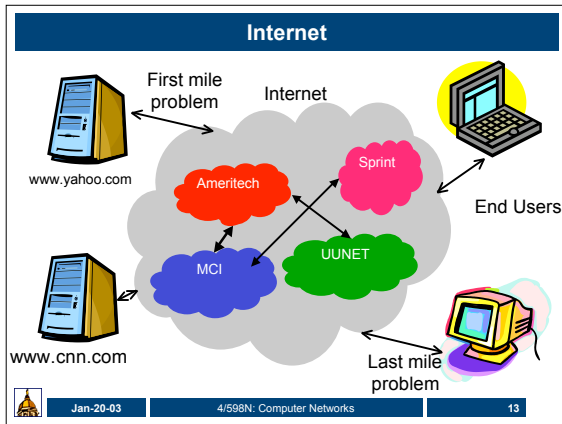 Internet
First mile
problem
Internet
www.yahoo.com
Sprint
Ameritech
End Users
UUNET
MCI
www.cnn.com
Last mile
problem
Jan-20-03
4/598N: Computer Networks
13